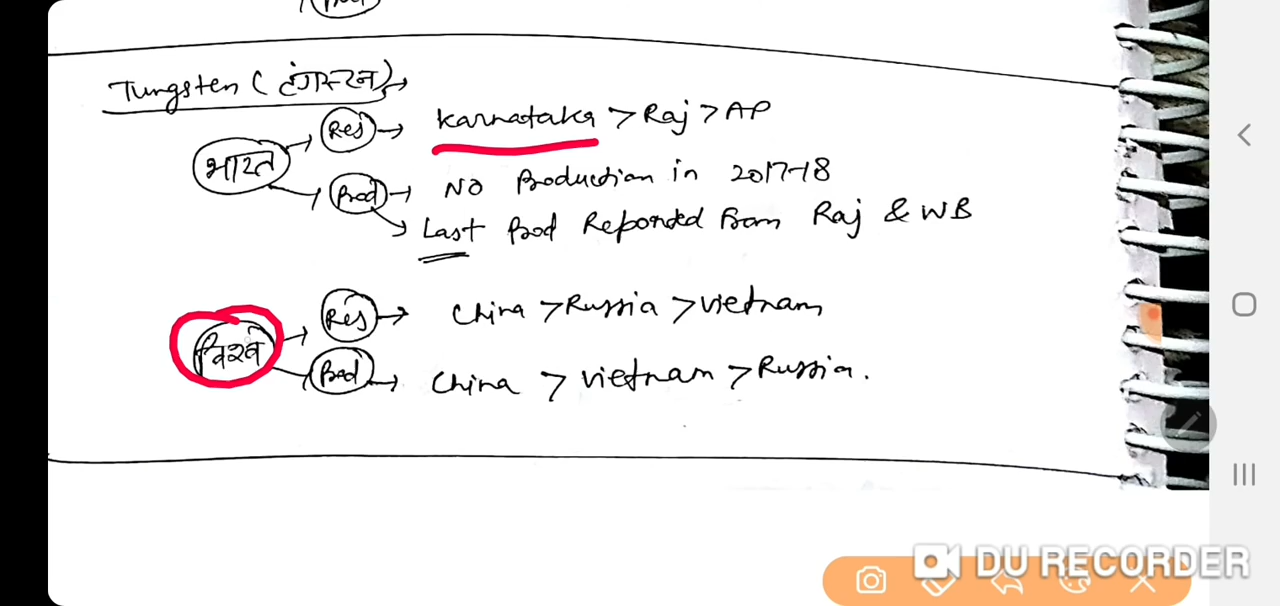 Tungsten ( टंगस्टन ) →
भारत → Res → Karnataka > Raj > AP
→ Prod → No Production in 2017-18
→ Last Prod Reported From Raj & WB
विश्व → Res → China > Russia > Vietnam
→ Prod → China > Vietnam > Russia.
DU RECORDER